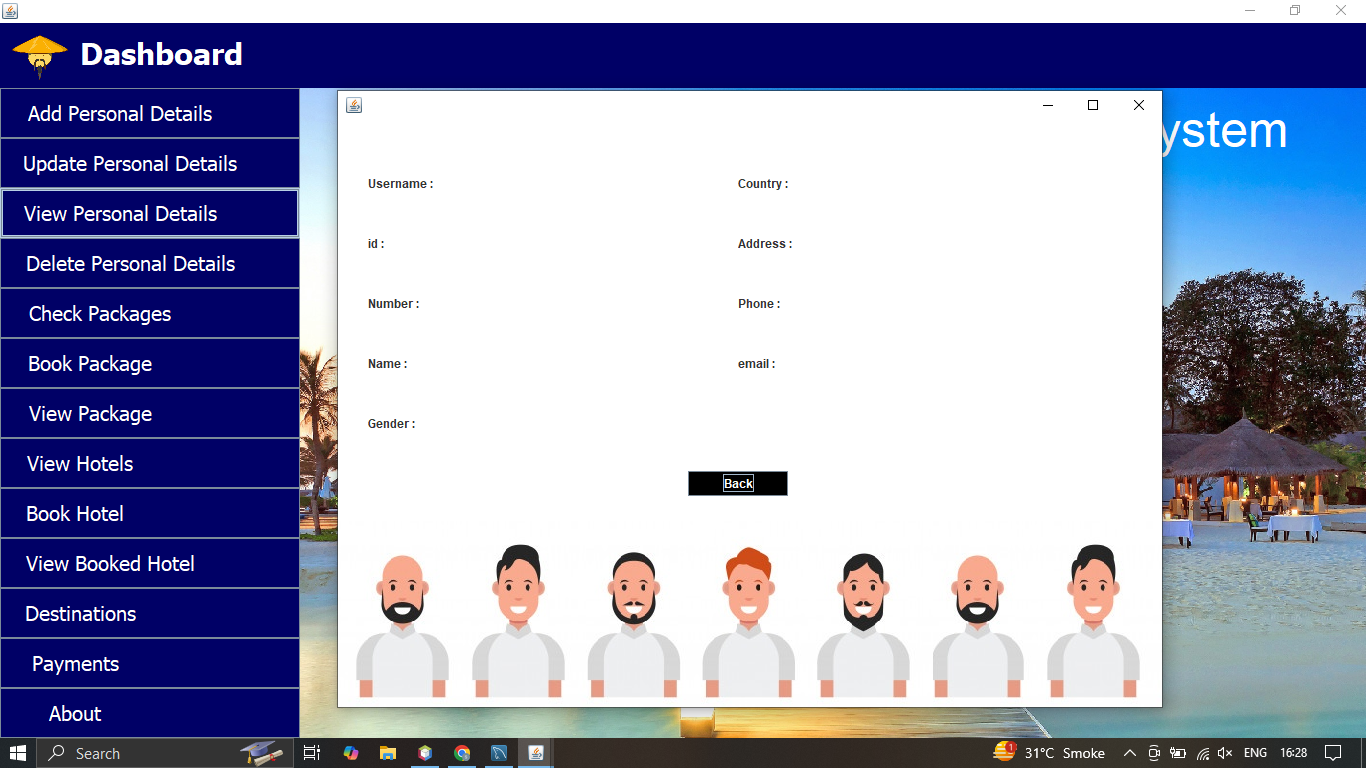 Dashboard
Add Personal Details
Update Personal Details
View Personal Details
Delete Personal Details
Check Packages
Book Package
View Package
View Hotels
Book Hotel
View Booked Hotel
Destinations
Payments
About
ystem
Username :
Country :
id :
Address :
Number :
Phone :
Name :
email :
Gender :
Back
Search
1
31°C Smoke
ENG
16:28